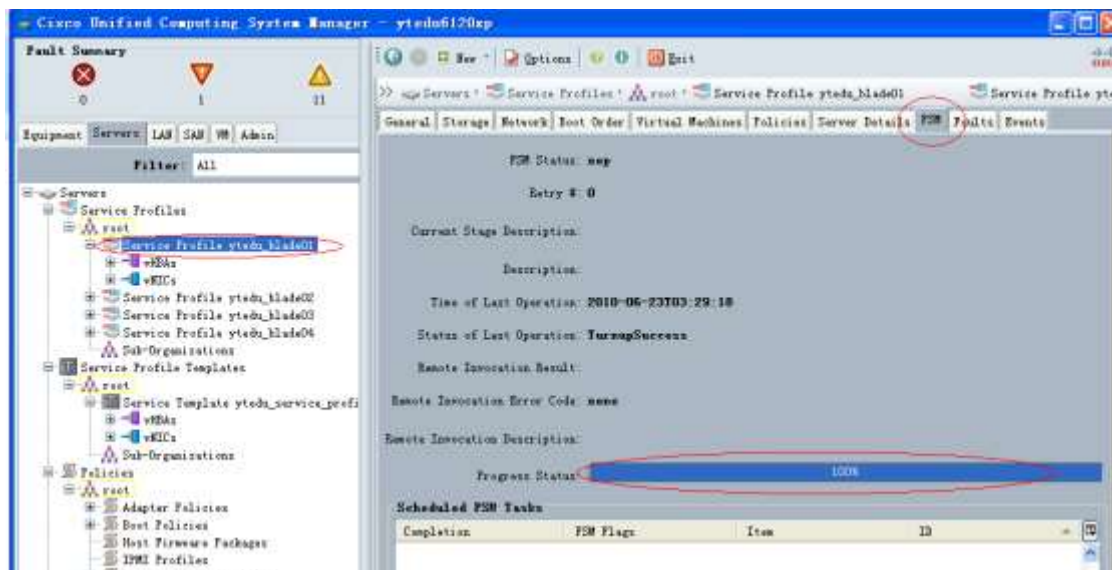 Cisco Unified Computing System Manager - ytedu6120xp
Fault Summary
0 1 11
Equipment Servers LAN SAN VM Admin
Filter: All
Servers
Service Profiles
root
Service Profile ytedu_blade01
vHBAs
vNICs
Service Profile ytedu_blade02
Service Profile ytedu_blade03
Service Profile ytedu_blade04
Sub-Organizations
Service Profile Templates
root
Service Template ytedu_service_profi
vHBAs
vNICs
Sub-Organizations
Policies
root
Adapter Policies
Boot Policies
Host Firmware Packages
IPMI Profiles
New Options Exit
>> Servers Service Profiles root Service Profile ytedu_blade01 Service Profile yte
General Storage Network Boot Order Virtual Machines Policies Server Details FSM Faults Events
FSM Status: nop
Retry #: 0
Current Stage Description:
Description:
Time of Last Operation: 2010-06-23T03:29:18
Status of Last Operation: TurnupSuccess
Remote Invocation Result:
Remote Invocation Error Code: none
Remote Invocation Description:
Progress Status: 100%
Scheduled FSM Tasks
Completion FSM Flags Item ID